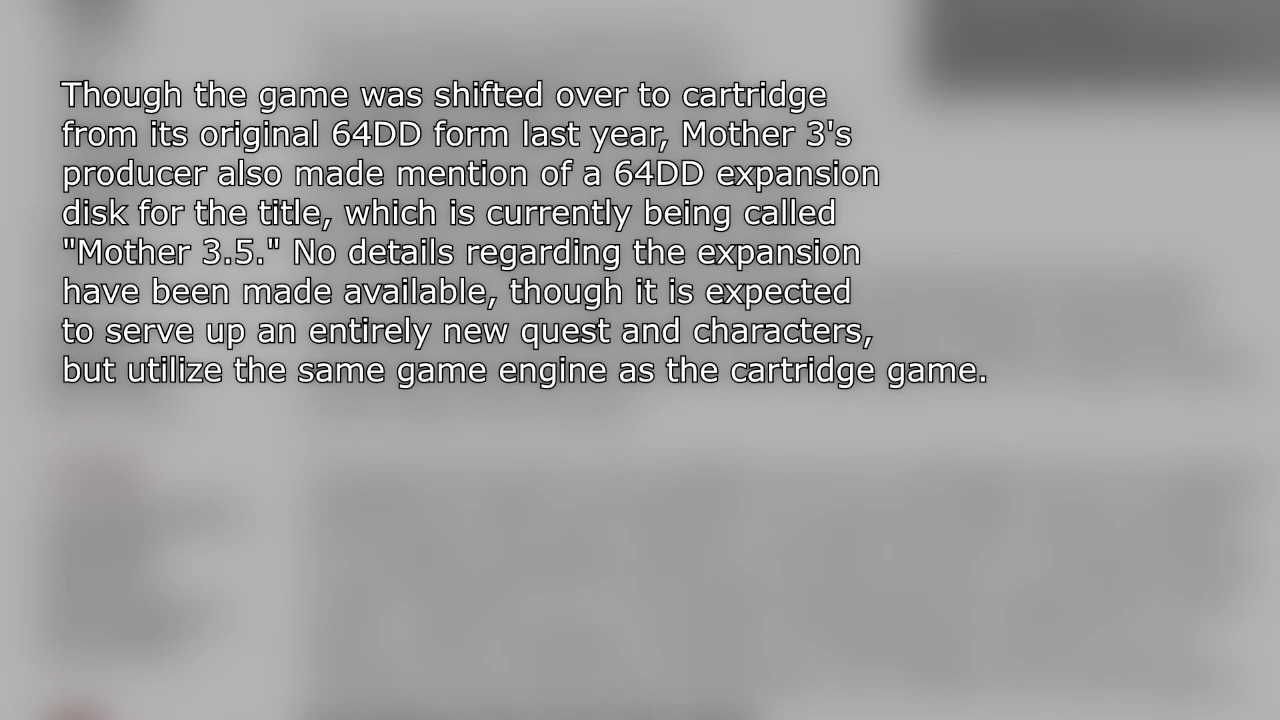 Though the game was shifted over to cartridge
from its original 64DD form last year, Mother 3's
producer also made mention of a 64DD expansion
disk for the title, which is currently being called
"Mother 3.5." No details regarding the expansion
have been made available, though it is expected
to serve up an entirely new quest and characters,
but utilize the same game engine as the cartridge game.